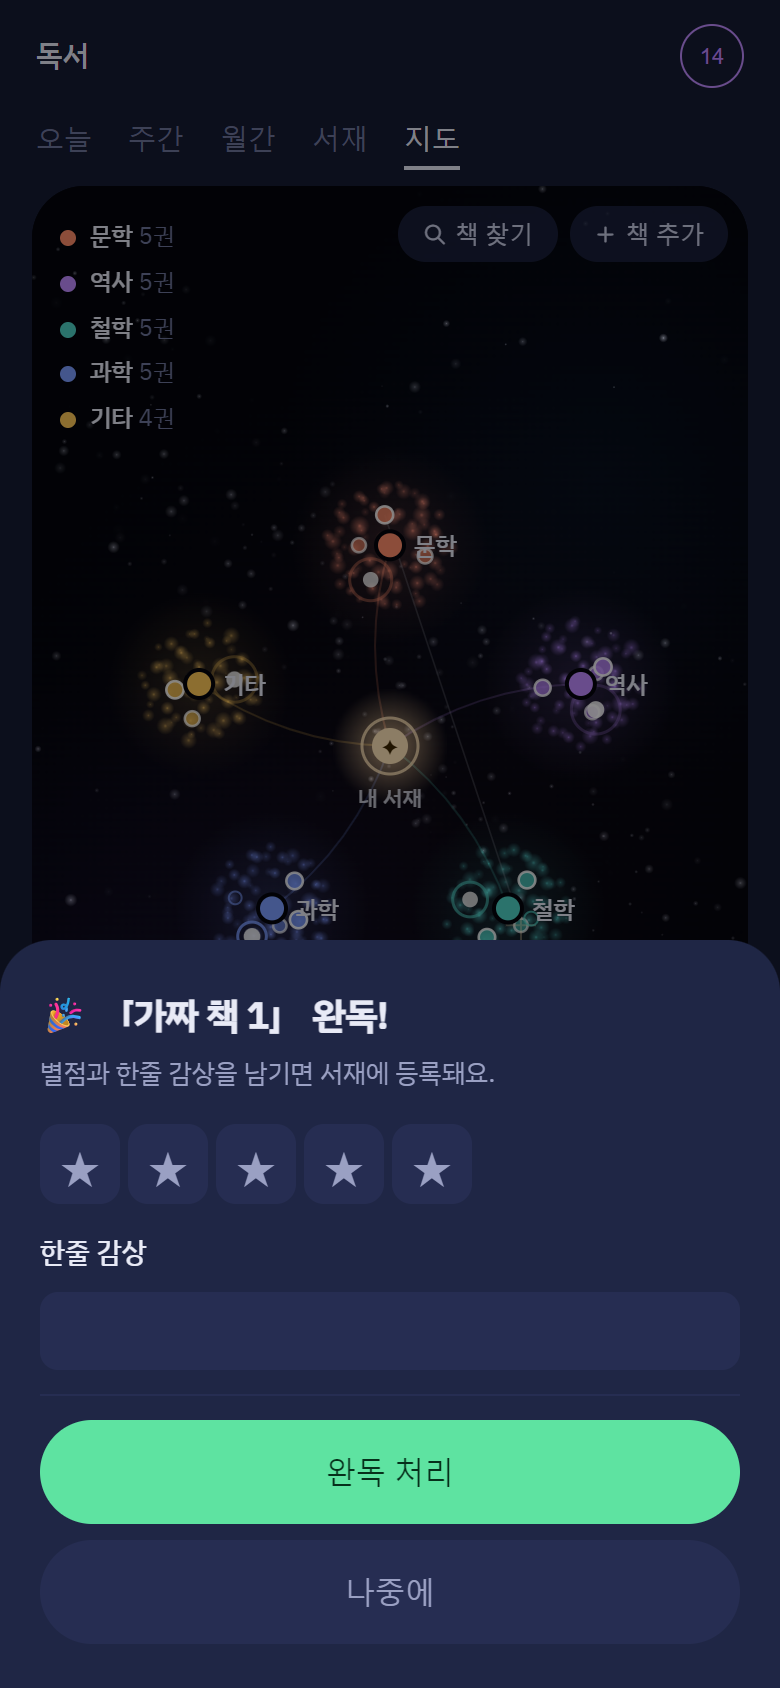 독서
14
오늘 주간 월간 서재 지도
문학 5권
책 찾기
책 추가
역사 5권
철학 5권
과학 5권
기타 4권
문학
기타
역사
내 서재
과학
철학
「가짜 책 1」 완독!
별점과 한줄 감상을 남기면 서재에 등록돼요.
한줄 감상
완독 처리
나중에